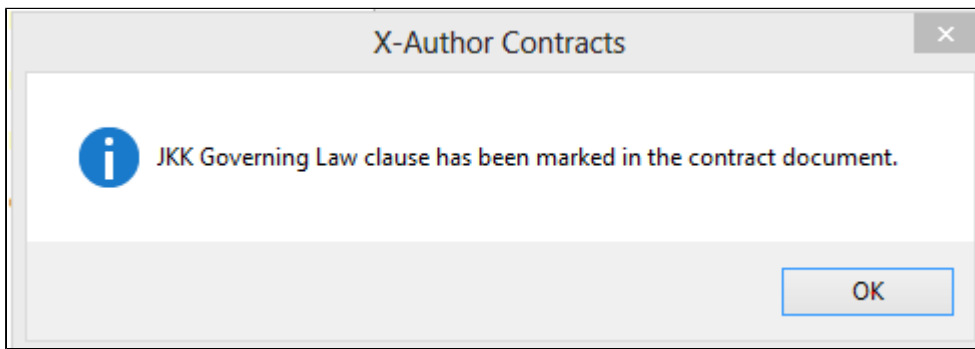 X-Author Contracts
JKK Governing Law clause has been marked in the contract document.
OK